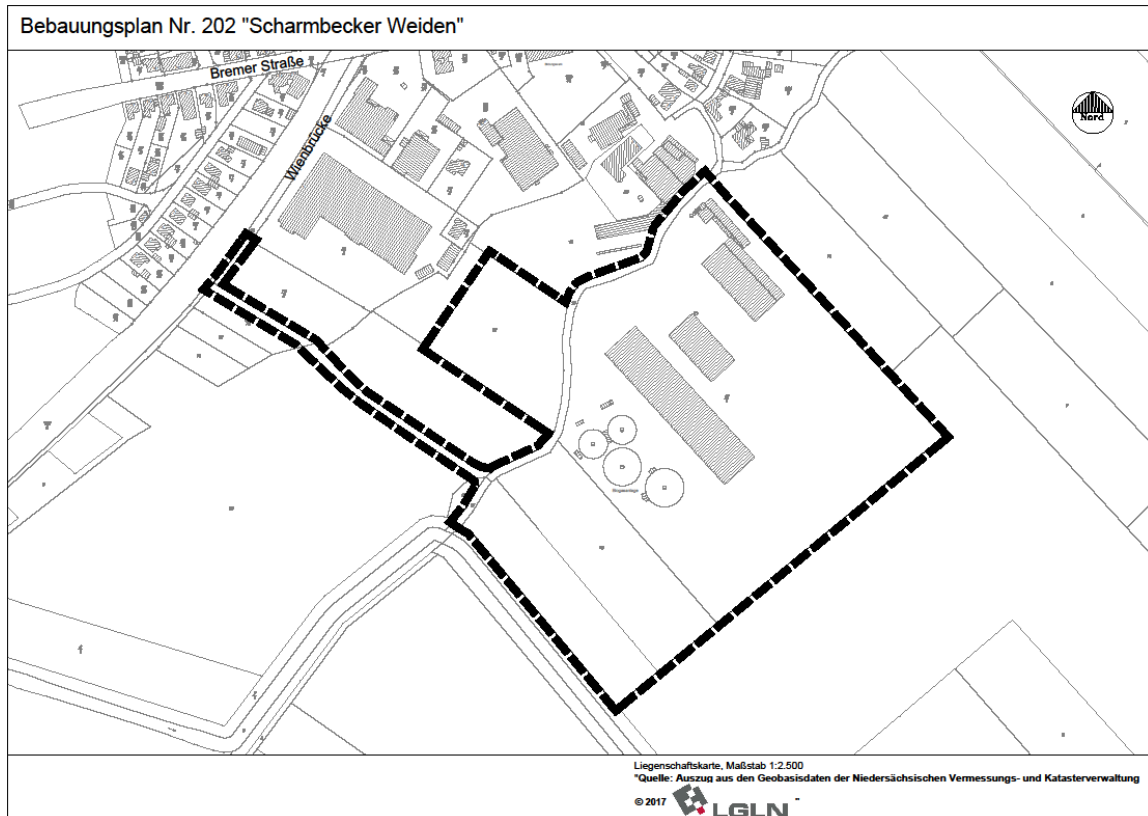 Bebauungsplan Nr. 202 "Scharmbecker Weiden"
Bremer Straße
Wienbrücke
Nord
Liegenschaftskarte, Maßstab 1:2.500
"Quelle: Auszug aus den Geobasisdaten der Niedersächsischen Vermessungs- und Katasterverwaltung
© 2017 LGLN "